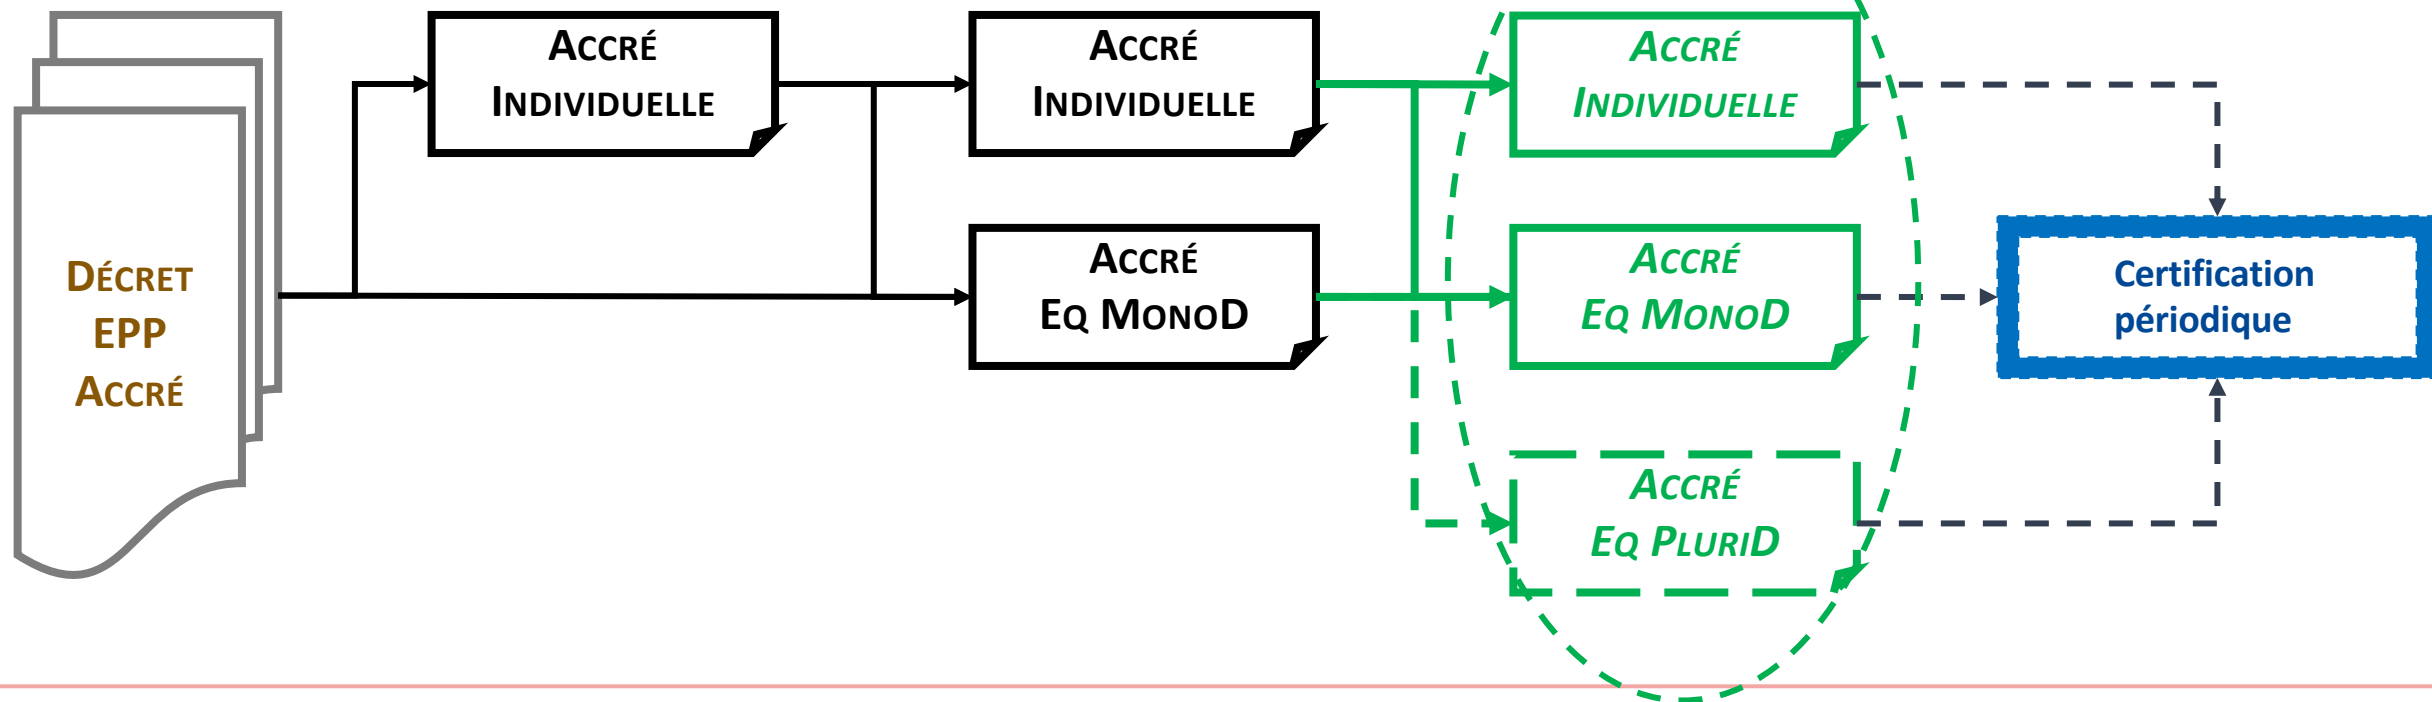 DÉCRET
EPP
ACCRÉ
ACCRÉ
INDIVIDUELLE
ACCRÉ
INDIVIDUELLE
ACCRÉ
EQ MONOD
ACCRÉ
INDIVIDUELLE
ACCRÉ
EQ MONOD
ACCRÉ
EQ PLURID
Certification
périodique